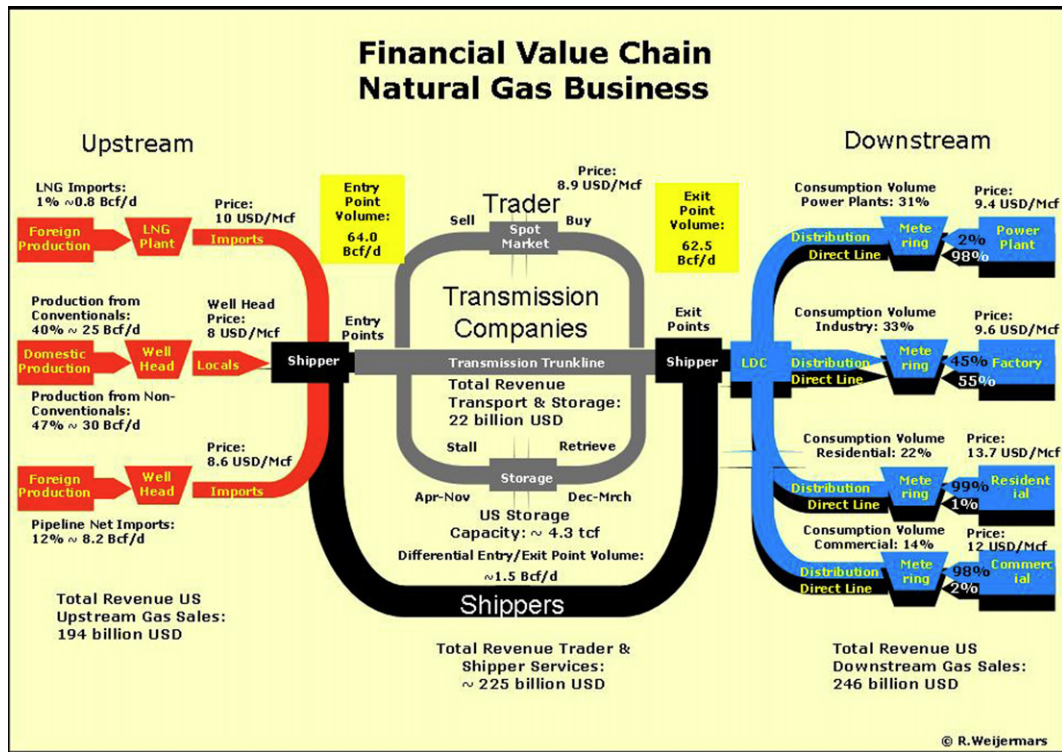 Financial Value Chain
Natural Gas Business
Upstream
LNG Imports:
1% ~0.8 Bcf/d
Foreign
Production
LNG
Plant
Price:
10 USD/Mcf
Imports
Production from
Conventionals:
40% ~ 25 Bcf/d
Domestic
Production
Well
Head
Well Head
Price:
8 USD/Mcf
Locals
Production from Non-
Conventionals:
47% ~ 30 Bcf/d
Foreign
Production
Well
Head
Price:
8.6 USD/Mcf
Imports
Pipeline Net Imports:
12% ~ 8.2 Bcf/d
Total Revenue US
Upstream Gas Sales:
194 billion USD
Entry
Point
Volume:
64.0
Bcf/d
Entry
Points
Shipper
Price:
8.9 USD/Mcf
Trader
Sell
Buy
Spot
Market
Transmission
Companies
Transmission Trunkline
Total Revenue
Transport & Storage:
22 billion USD
Stall
Retrieve
Storage
Apr-Nov
Dec-Mrch
US Storage
Capacity: ~ 4.3 tcf
Differential Entry/Exit Point Volume:
~1.5 Bcf/d
Shippers
Total Revenue Trader &
Shipper Services:
~ 225 billion USD
Exit
Point
Volume:
62.5
Bcf/d
Exit
Points
Shipper
LDC
Downstream
Consumption Volume
Power Plants: 31%
Price:
9.4 USD/Mcf
Distribution
Direct Line
Mete
ring
2%
98%
Power
Plant
Consumption Volume
Industry: 33%
Price:
9.6 USD/Mcf
Distribution
Direct Line
Mete
ring
45%
55%
Factory
Consumption Volume
Residential: 22%
Price:
13.7 USD/Mcf
Distribution
Direct Line
Mete
ring
99%
1%
Resident
ial
Consumption Volume
Commercial: 14%
Price:
12 USD/Mcf
Distribution
Direct Line
Mete
ring
98%
2%
Commerc
ial
Total Revenue US
Downstream Gas Sales:
246 billion USD
© R.Weijermars